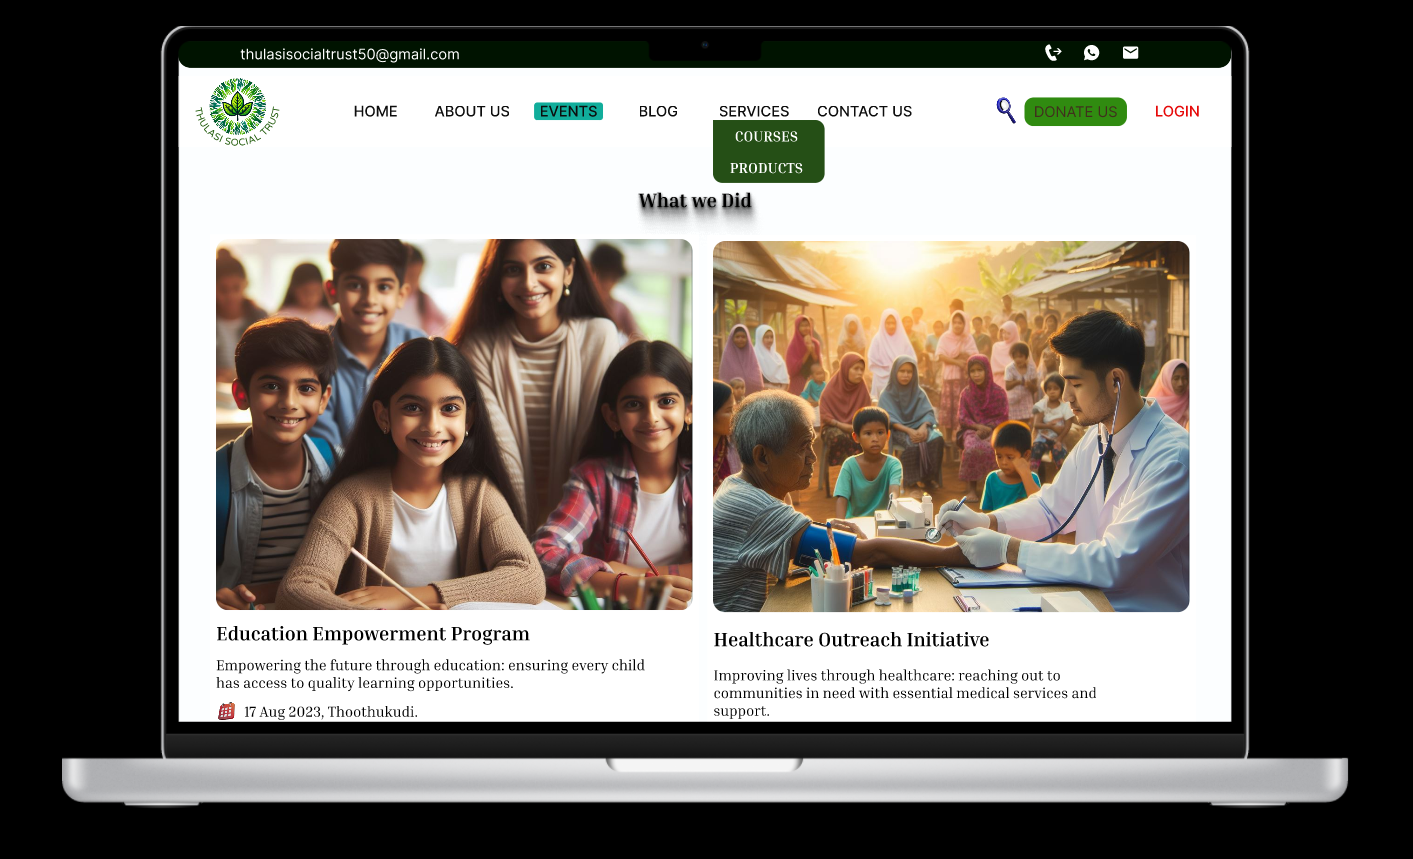 thulasisocialtrust50@gmail.com
THULASI SOCIAL TRUST
HOME ABOUT US EVENTS BLOG SERVICES CONTACT US DONATE US LOGIN
COURSES
PRODUCTS
What we Did
Education Empowerment Program
Empowering the future through education: ensuring every child
has access to quality learning opportunities.
17 Aug 2023, Thoothukudi.
Healthcare Outreach Initiative
Improving lives through healthcare: reaching out to
communities in need with essential medical services and
support.